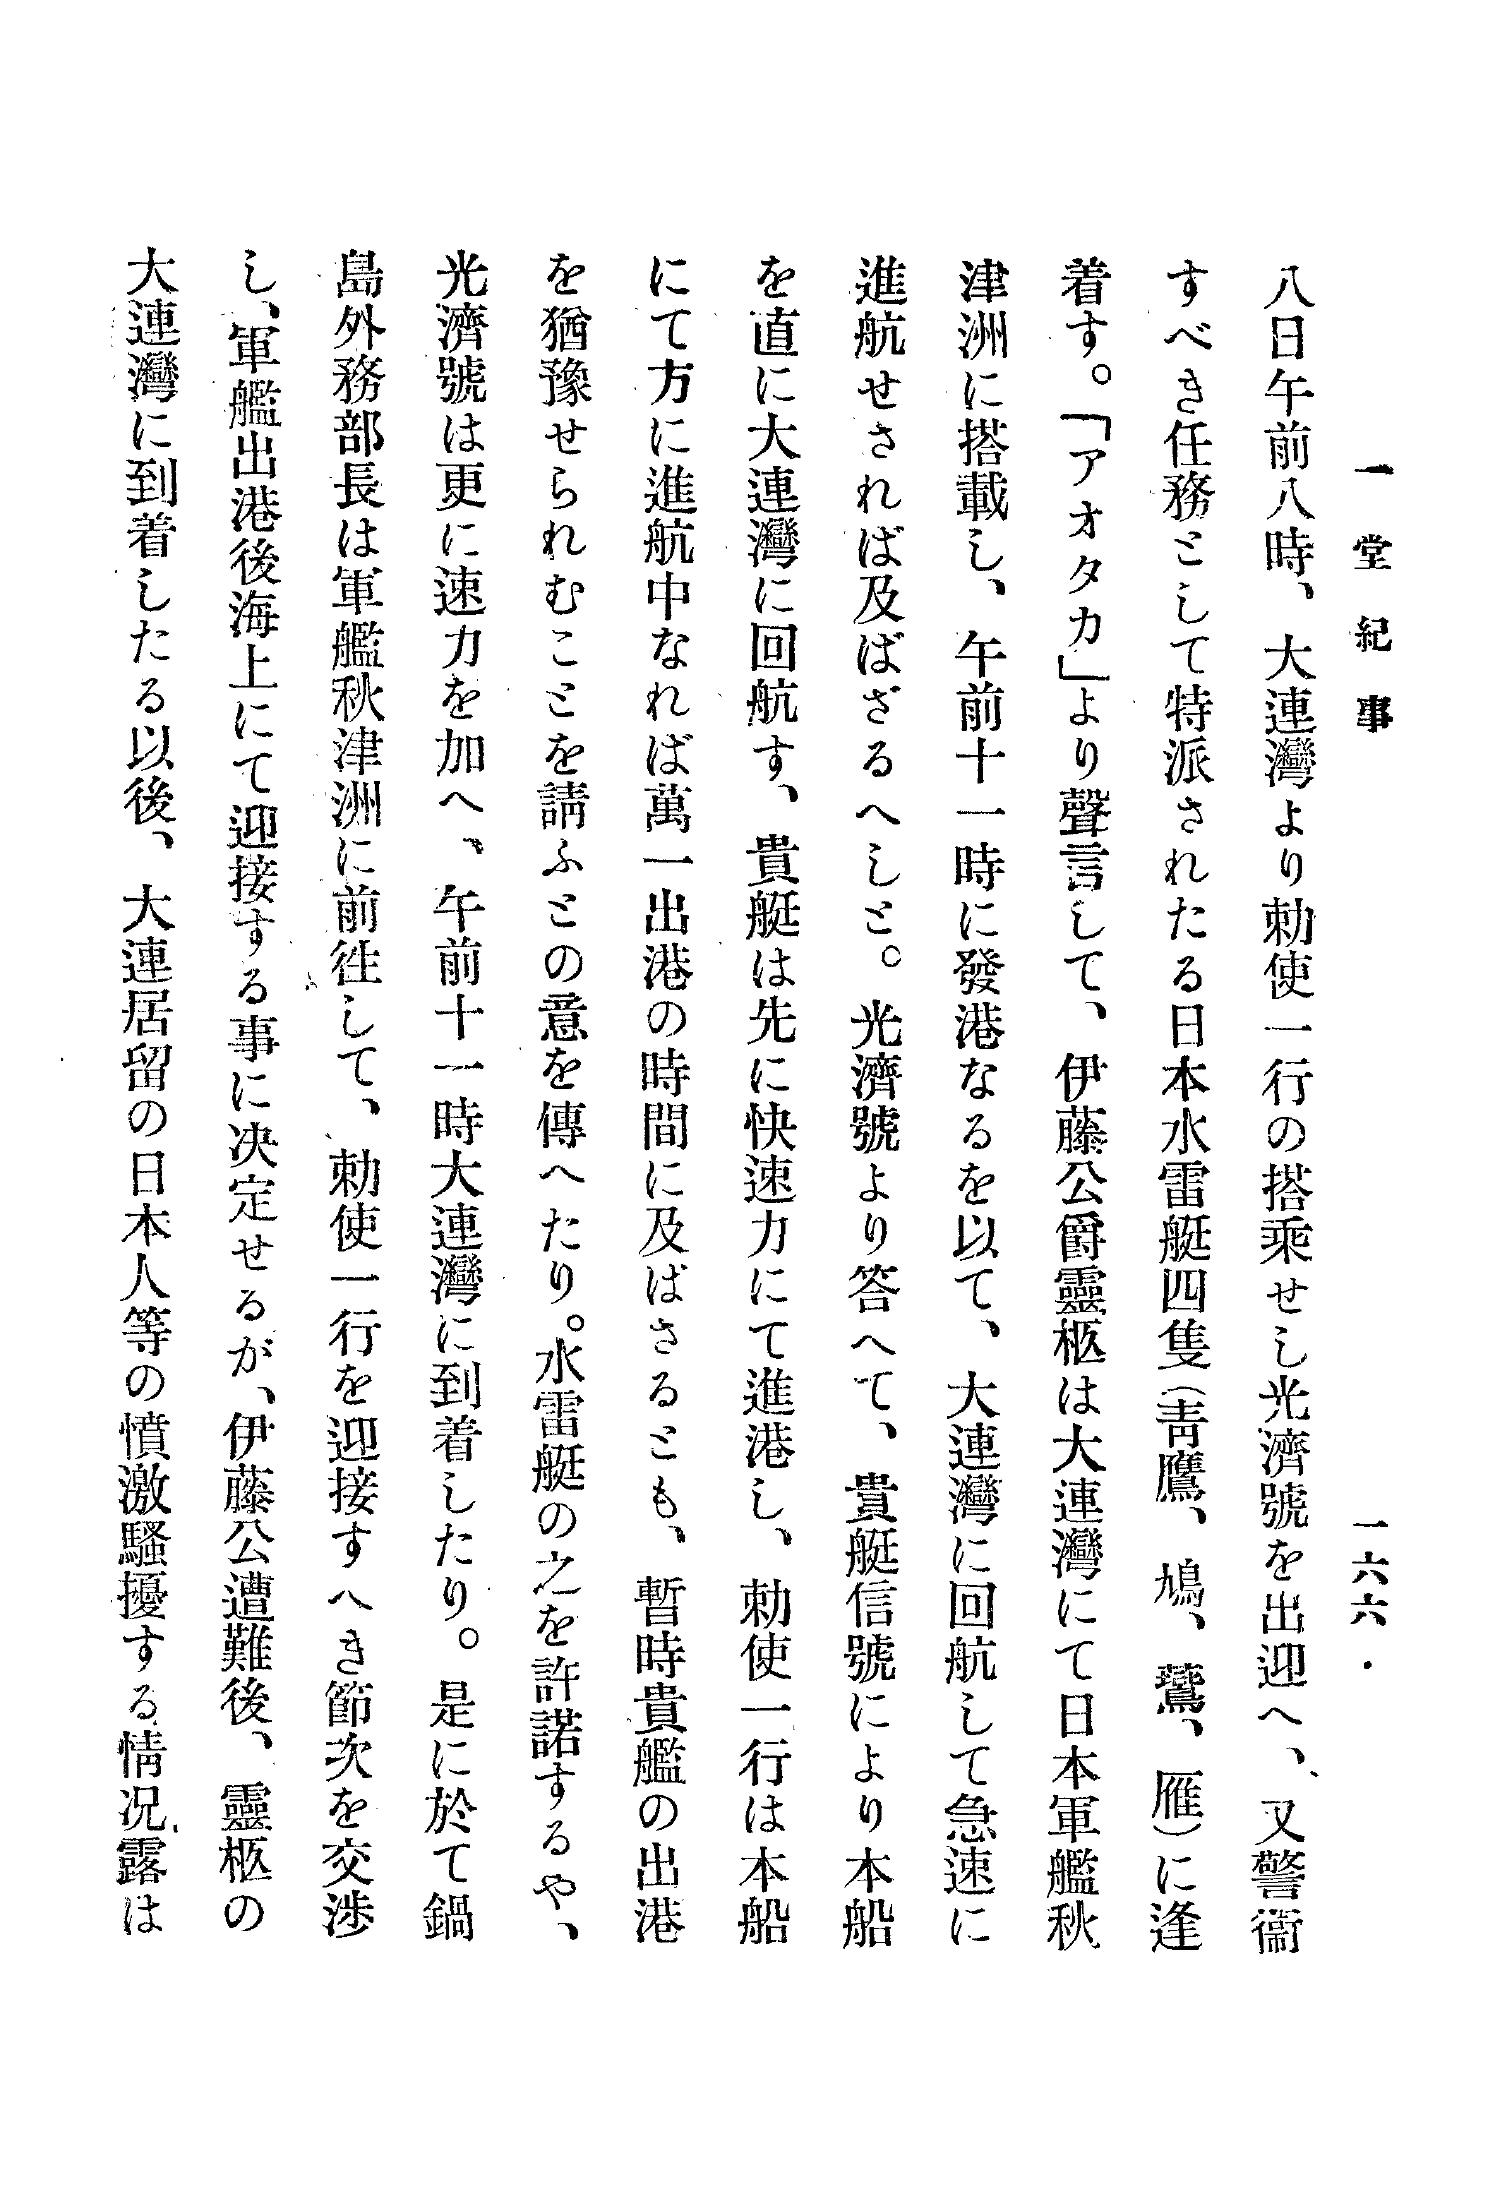 一堂紀事　一六六
八日午前八時、大連灣より勅使一行の搭乘せし光濟號を出迎へ、又警衞
すべき任務として特派されたる日本水雷艇四隻（靑鷹、鳩、鷲、雁）に逢
着す。「アオタカ」より聲言して、伊藤公爵靈柩は大連灣にて日本軍艦秋
津洲に搭載し、午前十一時に發港なるを以て、大連灣に回航して急速に
進航せされば及ばざるへしと。光濟號より答へて、貴艇信號により本船
を直に大連灣に回航す、貴艇は先に快速力にて進港し、勅使一行は本船
にて方に進航中なれば萬一出港の時間に及ばさるとも、暫時貴艦の出港
を猶豫せられむことを請ふとの意を傳へたり。水雷艇の之を許諾するや、
光濟號は更に速力を加へ、午前十一時大連灣に到着したり。是に於て鍋
島外務部長は軍艦秋津洲に前徃して、勅使一行を迎接すへき節次を交渉
し、軍艦出港後海上にて迎接する事に決定せるが、伊藤公遭難後、靈柩の
大連灣に到着したる以後、大連居留の日本人等の憤激騷擾する情况露は